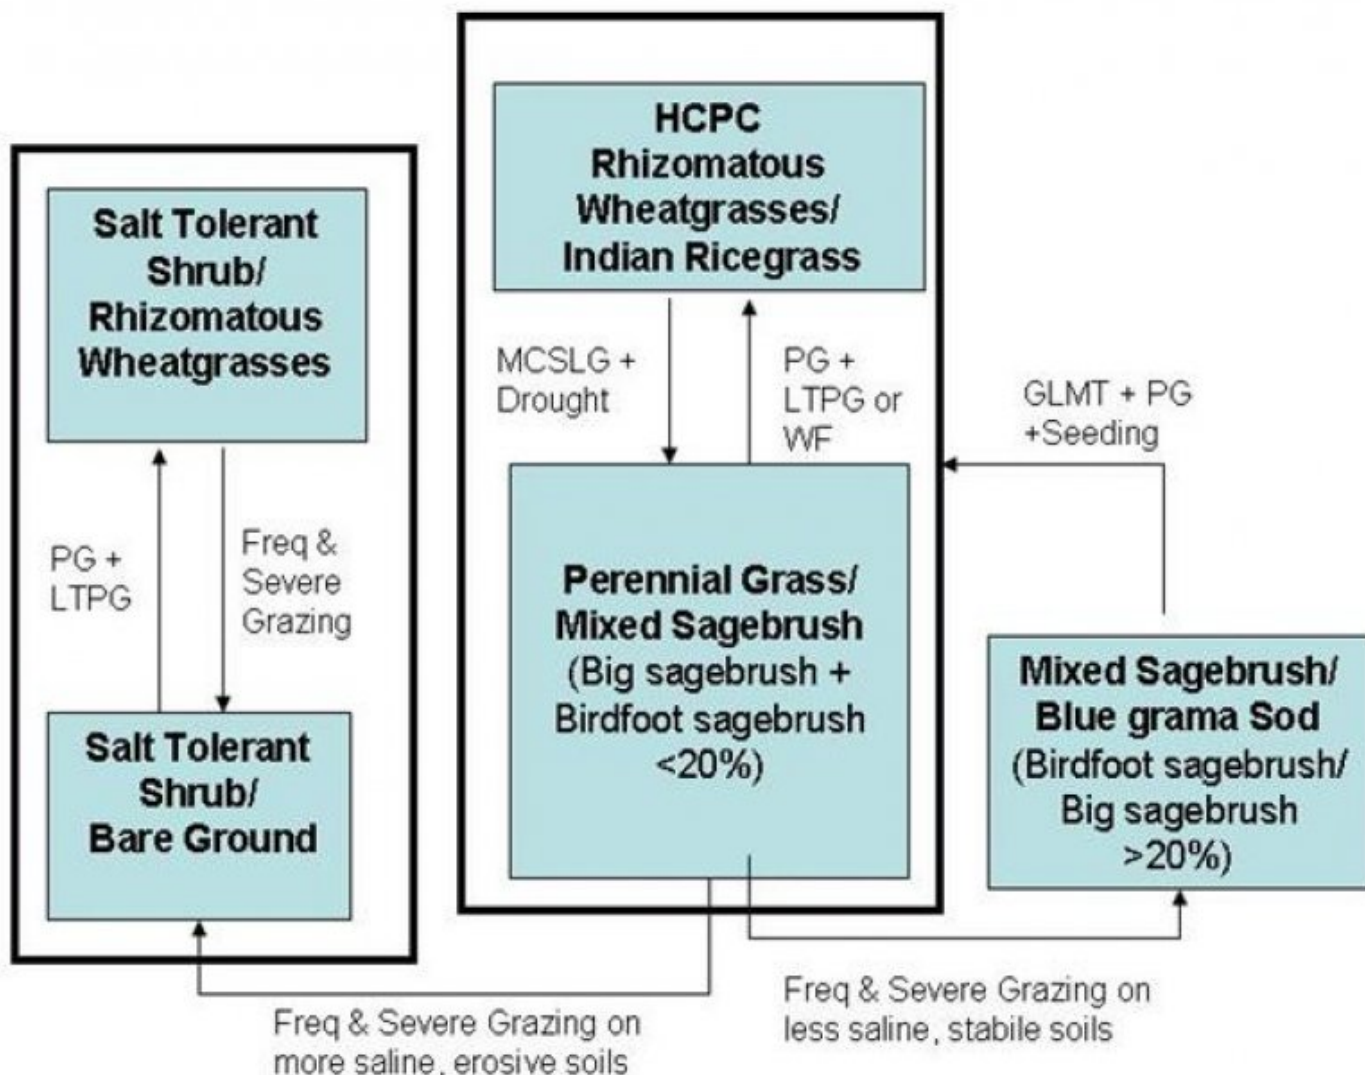 HCPC
Rhizomatous
Wheatgrasses/
Indian Ricegrass
Salt Tolerant
Shrub/
Rhizomatous
Wheatgrasses
MCSLG +
Drought
PG +
LTPG or
WF
GLMT + PG
+Seeding
PG +
LTPG
Freq &
Severe
Grazing
Perennial Grass/
Mixed Sagebrush
(Big sagebrush +
Birdfoot sagebrush
<20%)
Mixed Sagebrush/
Blue grama Sod
(Birdfoot sagebrush/
Big sagebrush
>20%)
Salt Tolerant
Shrub/
Bare Ground
Freq & Severe Grazing on
more saline, erosive soils
Freq & Severe Grazing on
less saline, stabile soils